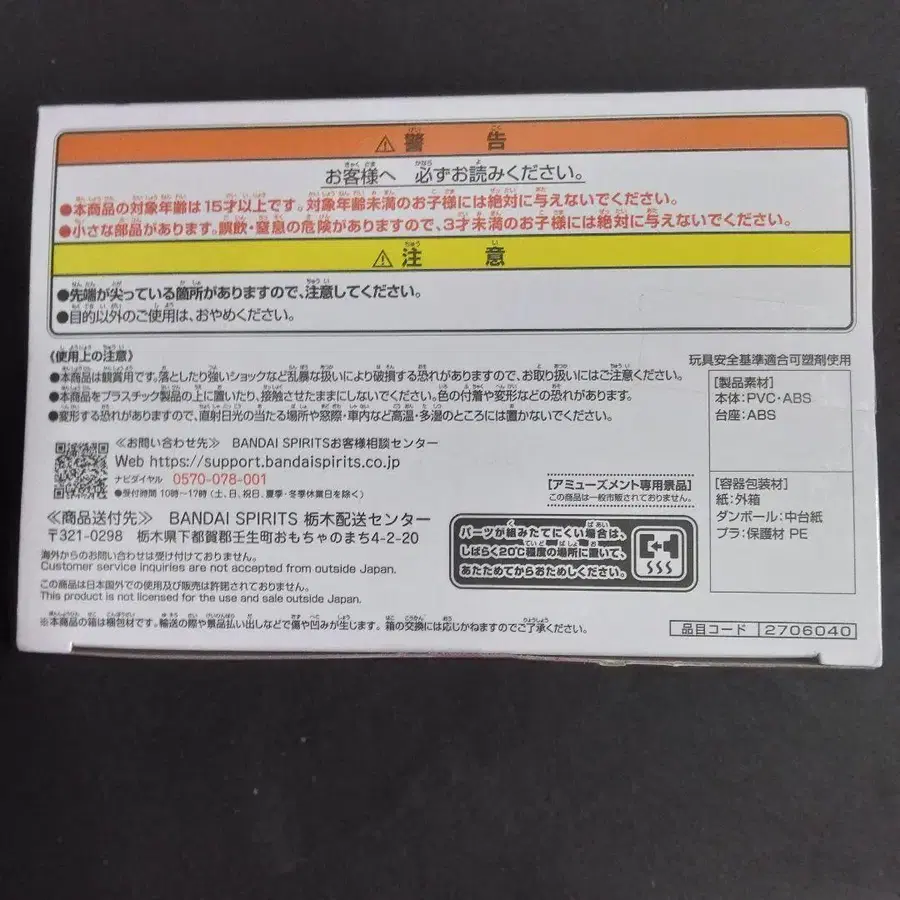 ⚠警告
お客様へ 必ずお読みください。
●本商品の対象年齢は15才以上です。対象年齢未満のお子様には絶対に与えないでください。
●小さな部品があります。誤飲・窒息の危険がありますので、3才未満のお子様には絶対に与えないでください。
⚠注意
●先端が尖っている箇所がありますので、注意してください。
●目的以外のご使用は、おやめください。
《使用上の注意》
●本商品は観賞用です。落としたり強いショックなど乱暴な扱いにより破損する恐れがありますので、お取り扱いにはご注意ください。
●本商品をプラスチック製品の上に置いたり、接触させたままにしないでください。色の付着や変形などの恐れがあります。
●変形する恐れがありますので、直射日光の当たる場所や窓際・車内など高温・多湿のところには置かないでください。
≪お問い合わせ先≫ BANDAI SPIRITSお客様相談センター
Web https://support.bandaispirits.co.jp
ナビダイヤル 0570-078-001
●受付時間 10時～17時(土、日、祝日、夏季・冬季休業日を除く)
≪商品送付先≫ BANDAI SPIRITS 栃木配送センター
〒321-0298 栃木県下都賀郡壬生町おもちゃのまち4-2-20
海外からのお問い合わせは受け付けておりません。
Customer service inquiries are not accepted from outside Japan.
この商品は日本国外での使用及び販売は許諾されておりません。
This product is not licensed for the use and sale outside Japan.
※本商品の箱は梱包材です。輸送の際や景品払い出しなどで傷や凹みが生じます。箱の交換には応じかねますのでご了承ください。
[アミューズメント専用景品]
この商品は一般市販されておりません。
パーツが組みたてにくい場合は、
しばらく20℃程度の場所に置いて、
あたためてからおためしください。
玩具安全基準適合可塑剤使用
[製品素材]
本体:PVC・ABS
台座:ABS
[容器包装材]
紙:外箱
ダンボール:中台紙
プラ:保護材 PE
品目コード 2706040